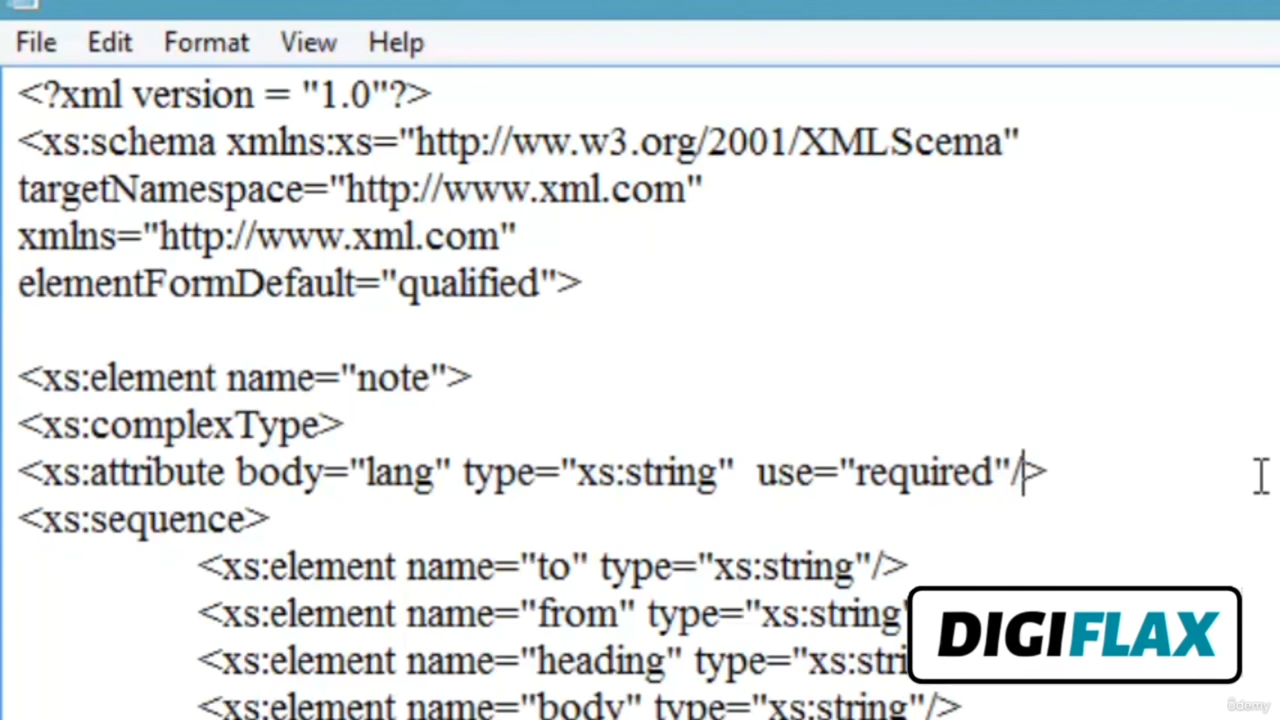 File Edit Format View Help
<?xml version = "1.0"?>
<xs:schema xmlns:xs="http://ww.w3.org/2001/XMLScema"
targetNamespace="http://www.xml.com"
xmlns="http://www.xml.com"
elementFormDefault="qualified">
<xs:element name="note">
<xs:complexType>
<xs:attribute body="lang" type="xs:string" use="required"/>
<xs:sequence>
<xs:element name="to" type="xs:string"/>
<xs:element name="from" type="xs:string"
<xs:element name="heading" type="xs:stri
<xs:element name="body" type="xs:string"/>
DIGIFLAX
ûdemy